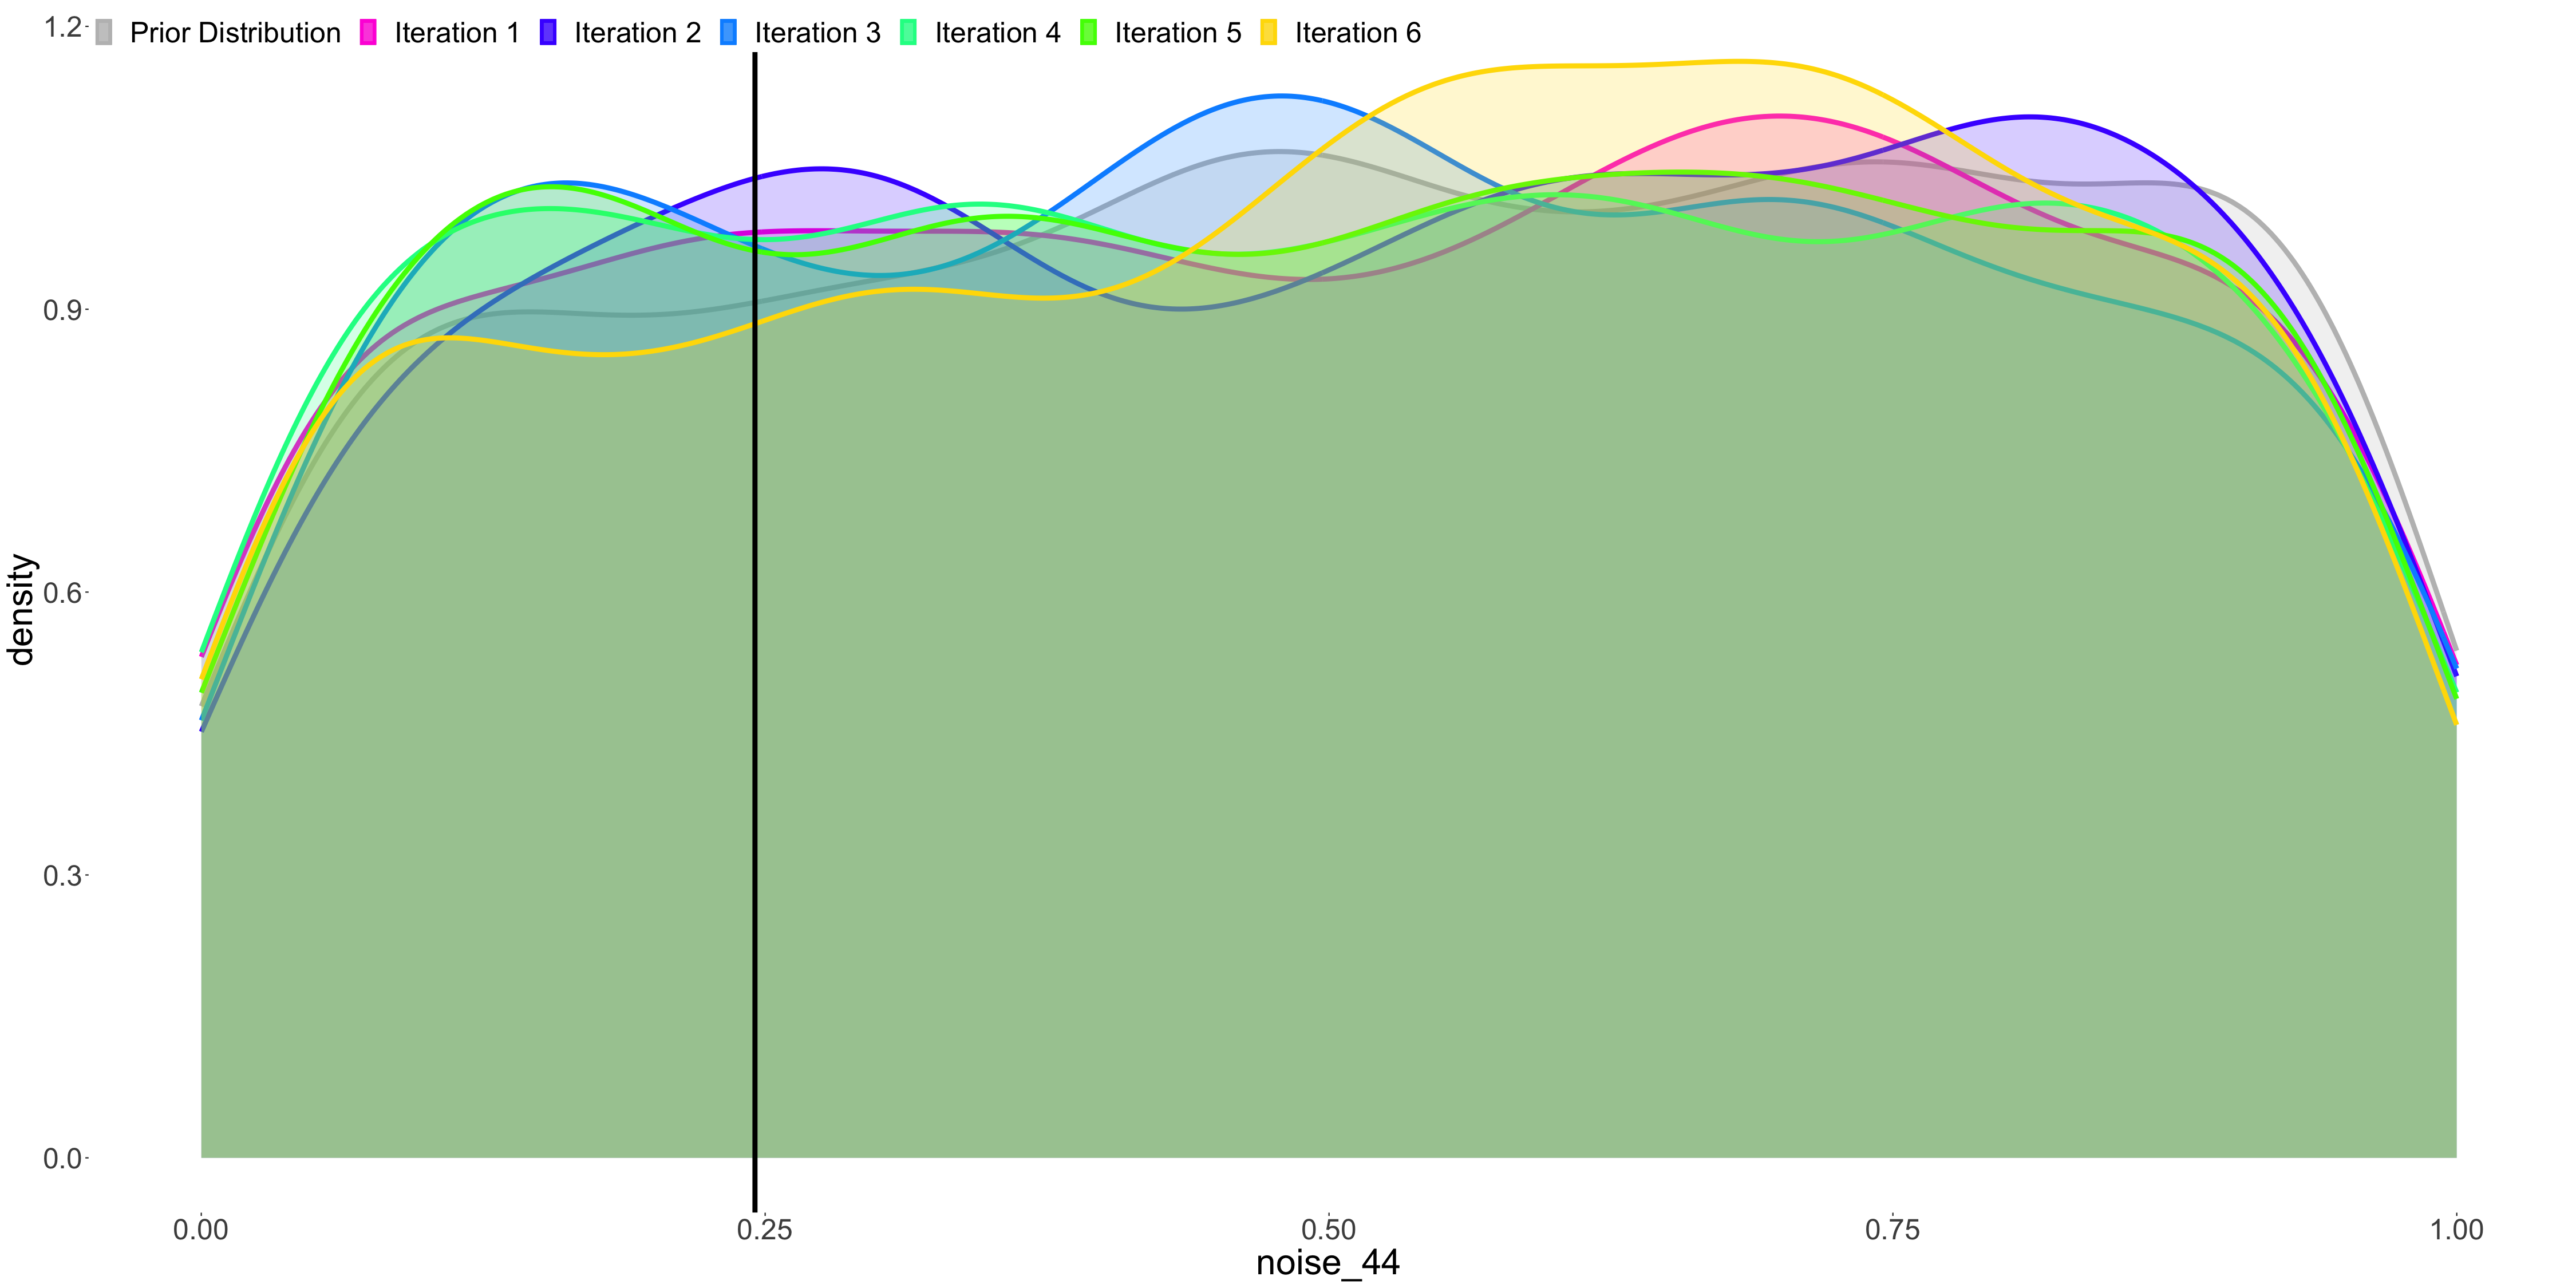 Prior Distribution Iteration 1 Iteration 2 Iteration 3 Iteration 4 Iteration 5 Iteration 6
1.2
0.9
0.6
0.3
0.0
density
0.00 0.25 0.50 0.75 1.00
noise_44